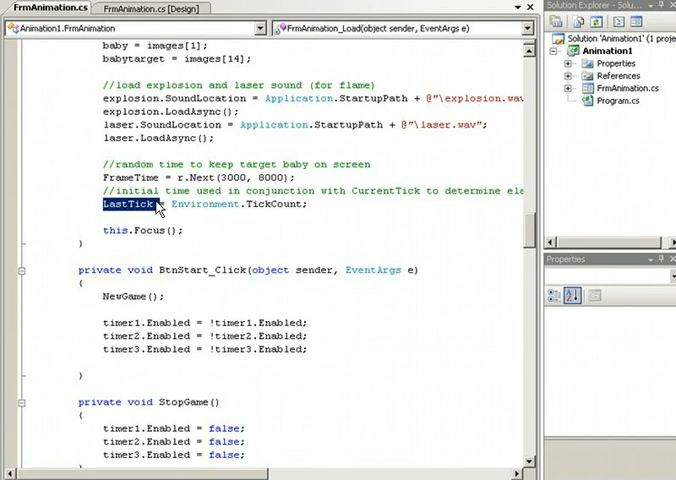 FrmAnimation.cs FrmAnimation.cs [Design]
Animation1.FrmAnimation FrmAnimation_Load(object sender, EventArgs e)
baby = images[1];
babytarget = images[14];
//load explosion and laser sound (for flame)
explosion.SoundLocation = Application.StartupPath + @"\explosion.wav
explosion.LoadAsync();
laser.SoundLocation = Application.StartupPath + @"\laser.wav";
laser.LoadAsync();
//random time to keep target baby on screen
FrameTime = r.Next(3000, 8000);
//initial time used in conjunction with CurrentTick to determine ela
LastTick = Environment.TickCount;
this.Focus();
}
private void BtnStart_Click(object sender, EventArgs e)
{
NewGame();
timer1.Enabled = !timer1.Enabled;
timer2.Enabled = !timer2.Enabled;
timer3.Enabled = !timer3.Enabled;
}
private void StopGame()
{
timer1.Enabled = false;
timer2.Enabled = false;
timer3.Enabled = false;
Solution Explorer - Solu...
Solution 'Animation1' (1 proje
Animation1
Properties
References
FrmAnimation.cs
Program.cs
Properties